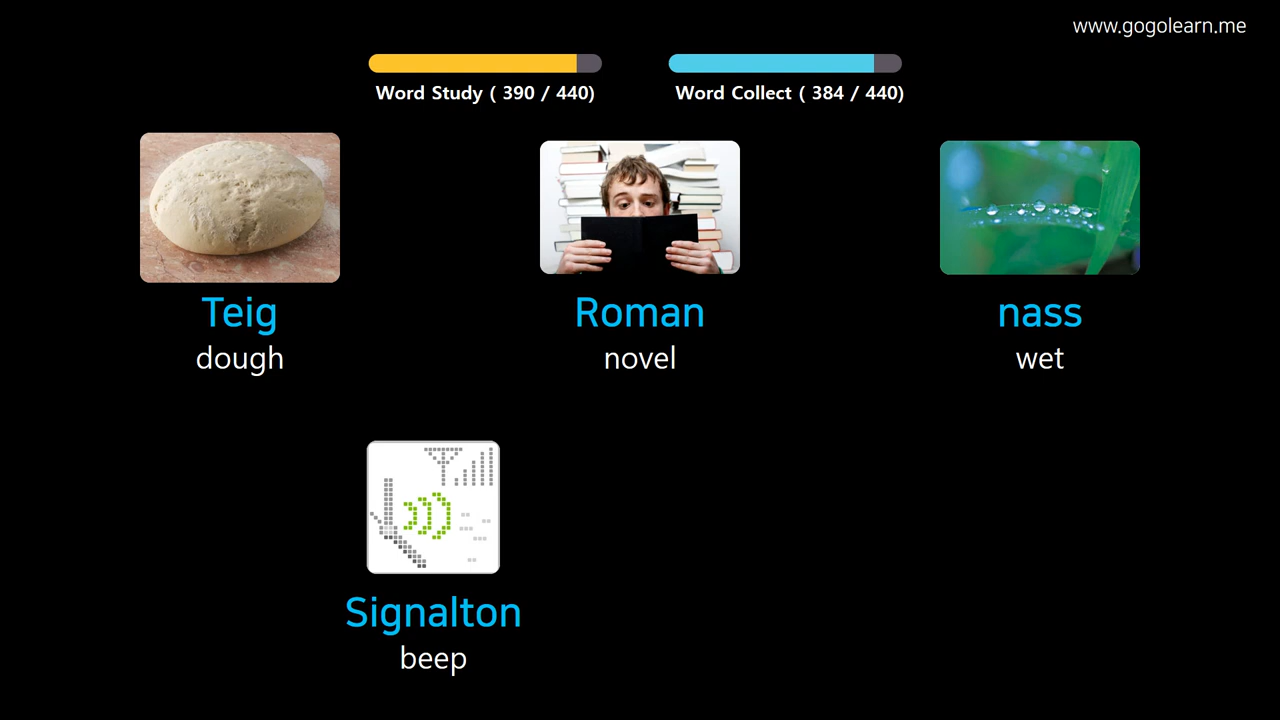 www.gogolearn.me
Word Study ( 390 / 440)
Word Collect ( 384 / 440)
Teig
Roman
nass
dough
novel
wet
Signalton
beep